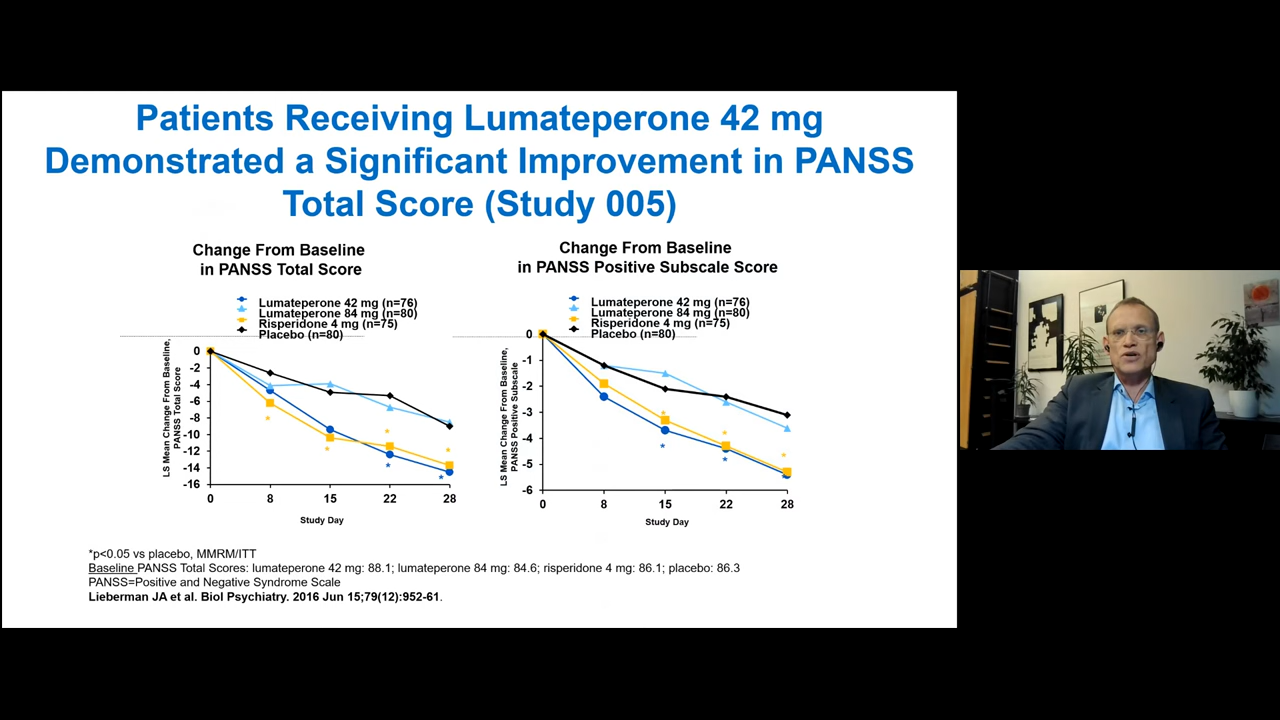 Patients Receiving Lumateperone 42 mg
Demonstrated a Significant Improvement in PANSS
Total Score (Study 005)
Change From Baseline
in PANSS Total Score
Lumateperone 42 mg (n=76)
Lumateperone 84 mg (n=80)
Risperidone 4 mg (n=75)
Placebo (n=80)
LS Mean Change From Baseline,
PANSS Total Score
0
-2
-4
-6
-8
-10
-12
-14
-16
0 8 15 22 28
Study Day
Change From Baseline
in PANSS Positive Subscale Score
Lumateperone 42 mg (n=76)
Lumateperone 84 mg (n=80)
Risperidone 4 mg (n=75)
Placebo (n=80)
LS Mean Change From Baseline,
PANSS Positive Subscale
0
-1
-2
-3
-4
-5
-6
0 8 15 22 28
Study Day
*p<0.05 vs placebo, MMRM/ITT
Baseline PANSS Total Scores: lumateperone 42 mg: 88.1; lumateperone 84 mg: 84.6; risperidone 4 mg: 86.1; placebo: 86.3
PANSS=Positive and Negative Syndrome Scale
Lieberman JA et al. Biol Psychiatry. 2016 Jun 15;79(12):952-61.